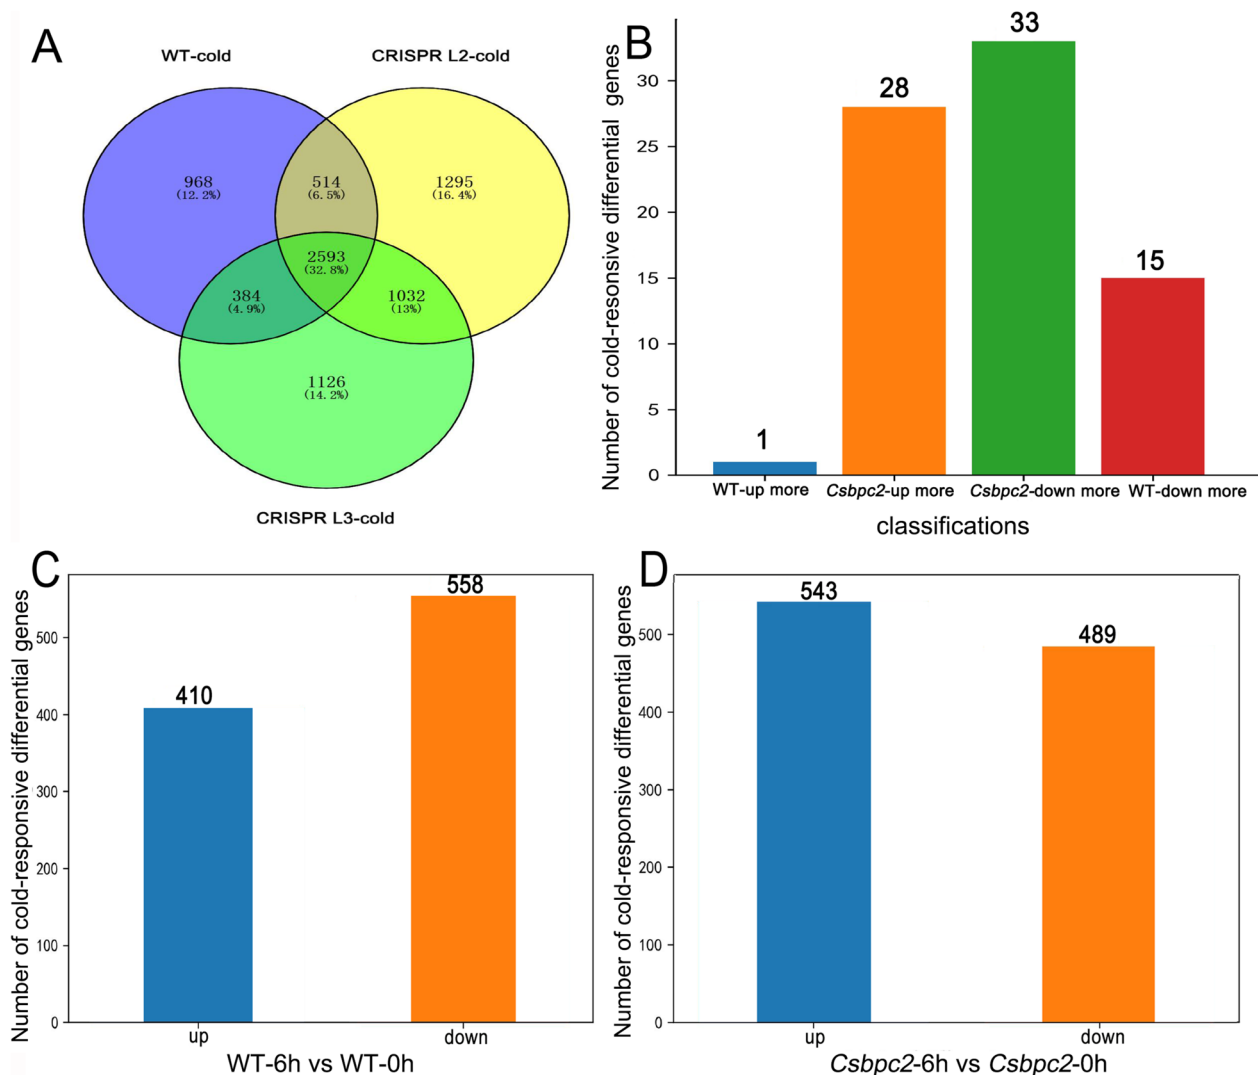 A
WT-cold
CRISPR L2-cold
968
(12.2%)
514
(6.5%)
1295
(16.4%)
2593
(32.8%)
384
(4.9%)
1032
(13%)
1126
(14.2%)
CRISPR L3-cold
B
Number of cold-resonsive differential genes
30
25
20
15
10
5
0
1
28
33
15
WT-up more
Csbpc2-up more
Csbpc2-down more
WT-down more
classifications
C
Number of cold-responsive differential genes
500
400
300
200
100
0
410
558
up
down
WT-6h vs WT-0h
D
Number of cold-responsive differential genes
500
400
300
200
100
0
543
489
up
down
Csbpc2-6h vs Csbpc2-0h